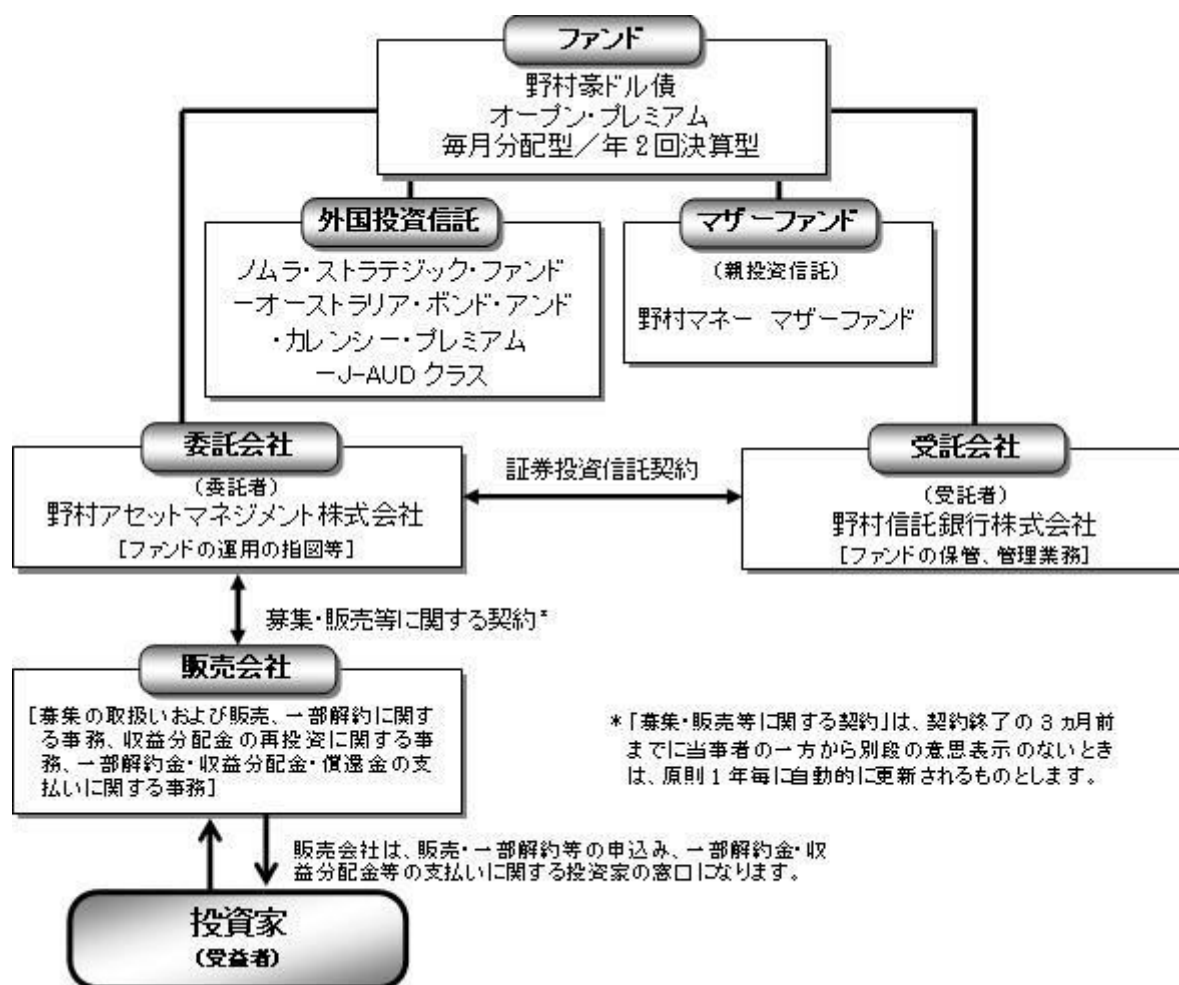 ファンド
野村豪ドル債
オープン・プレミアム
毎月分配型／年２回決算型
外国投資信託
ノムラ・ストラテジック・ファンド
－オーストラリア・ボンド・アンド
・カレンシー・プレミアム
－J-AUD クラス
マザーファンド
（親投資信託）
野村マネー マザーファンド
委託会社
（委託者）
野村アセットマネジメント株式会社
［ファンドの運用の指図等］
証券投資信託契約
受託会社
（受託者）
野村信託銀行株式会社
［ファンドの保管、管理業務］
募集・販売等に関する契約*
販売会社
［募集の取扱いおよび販売、一部解約に関す
る事務、収益分配金の再投資に関する事
務、一部解約金・収益分配金・償還金の支
払いに関する事務］
*「募集・販売等に関する契約」は、契約終了の３ヵ月前
までに当事者の一方から別段の意思表示のないとき
は、原則１年毎に自動的に更新されるものとします。
販売会社は、販売・一部解約等の申込み、一部解約金・収
益分配金等の支払いに関する投資家の窓口になります。
投資家
（受益者）